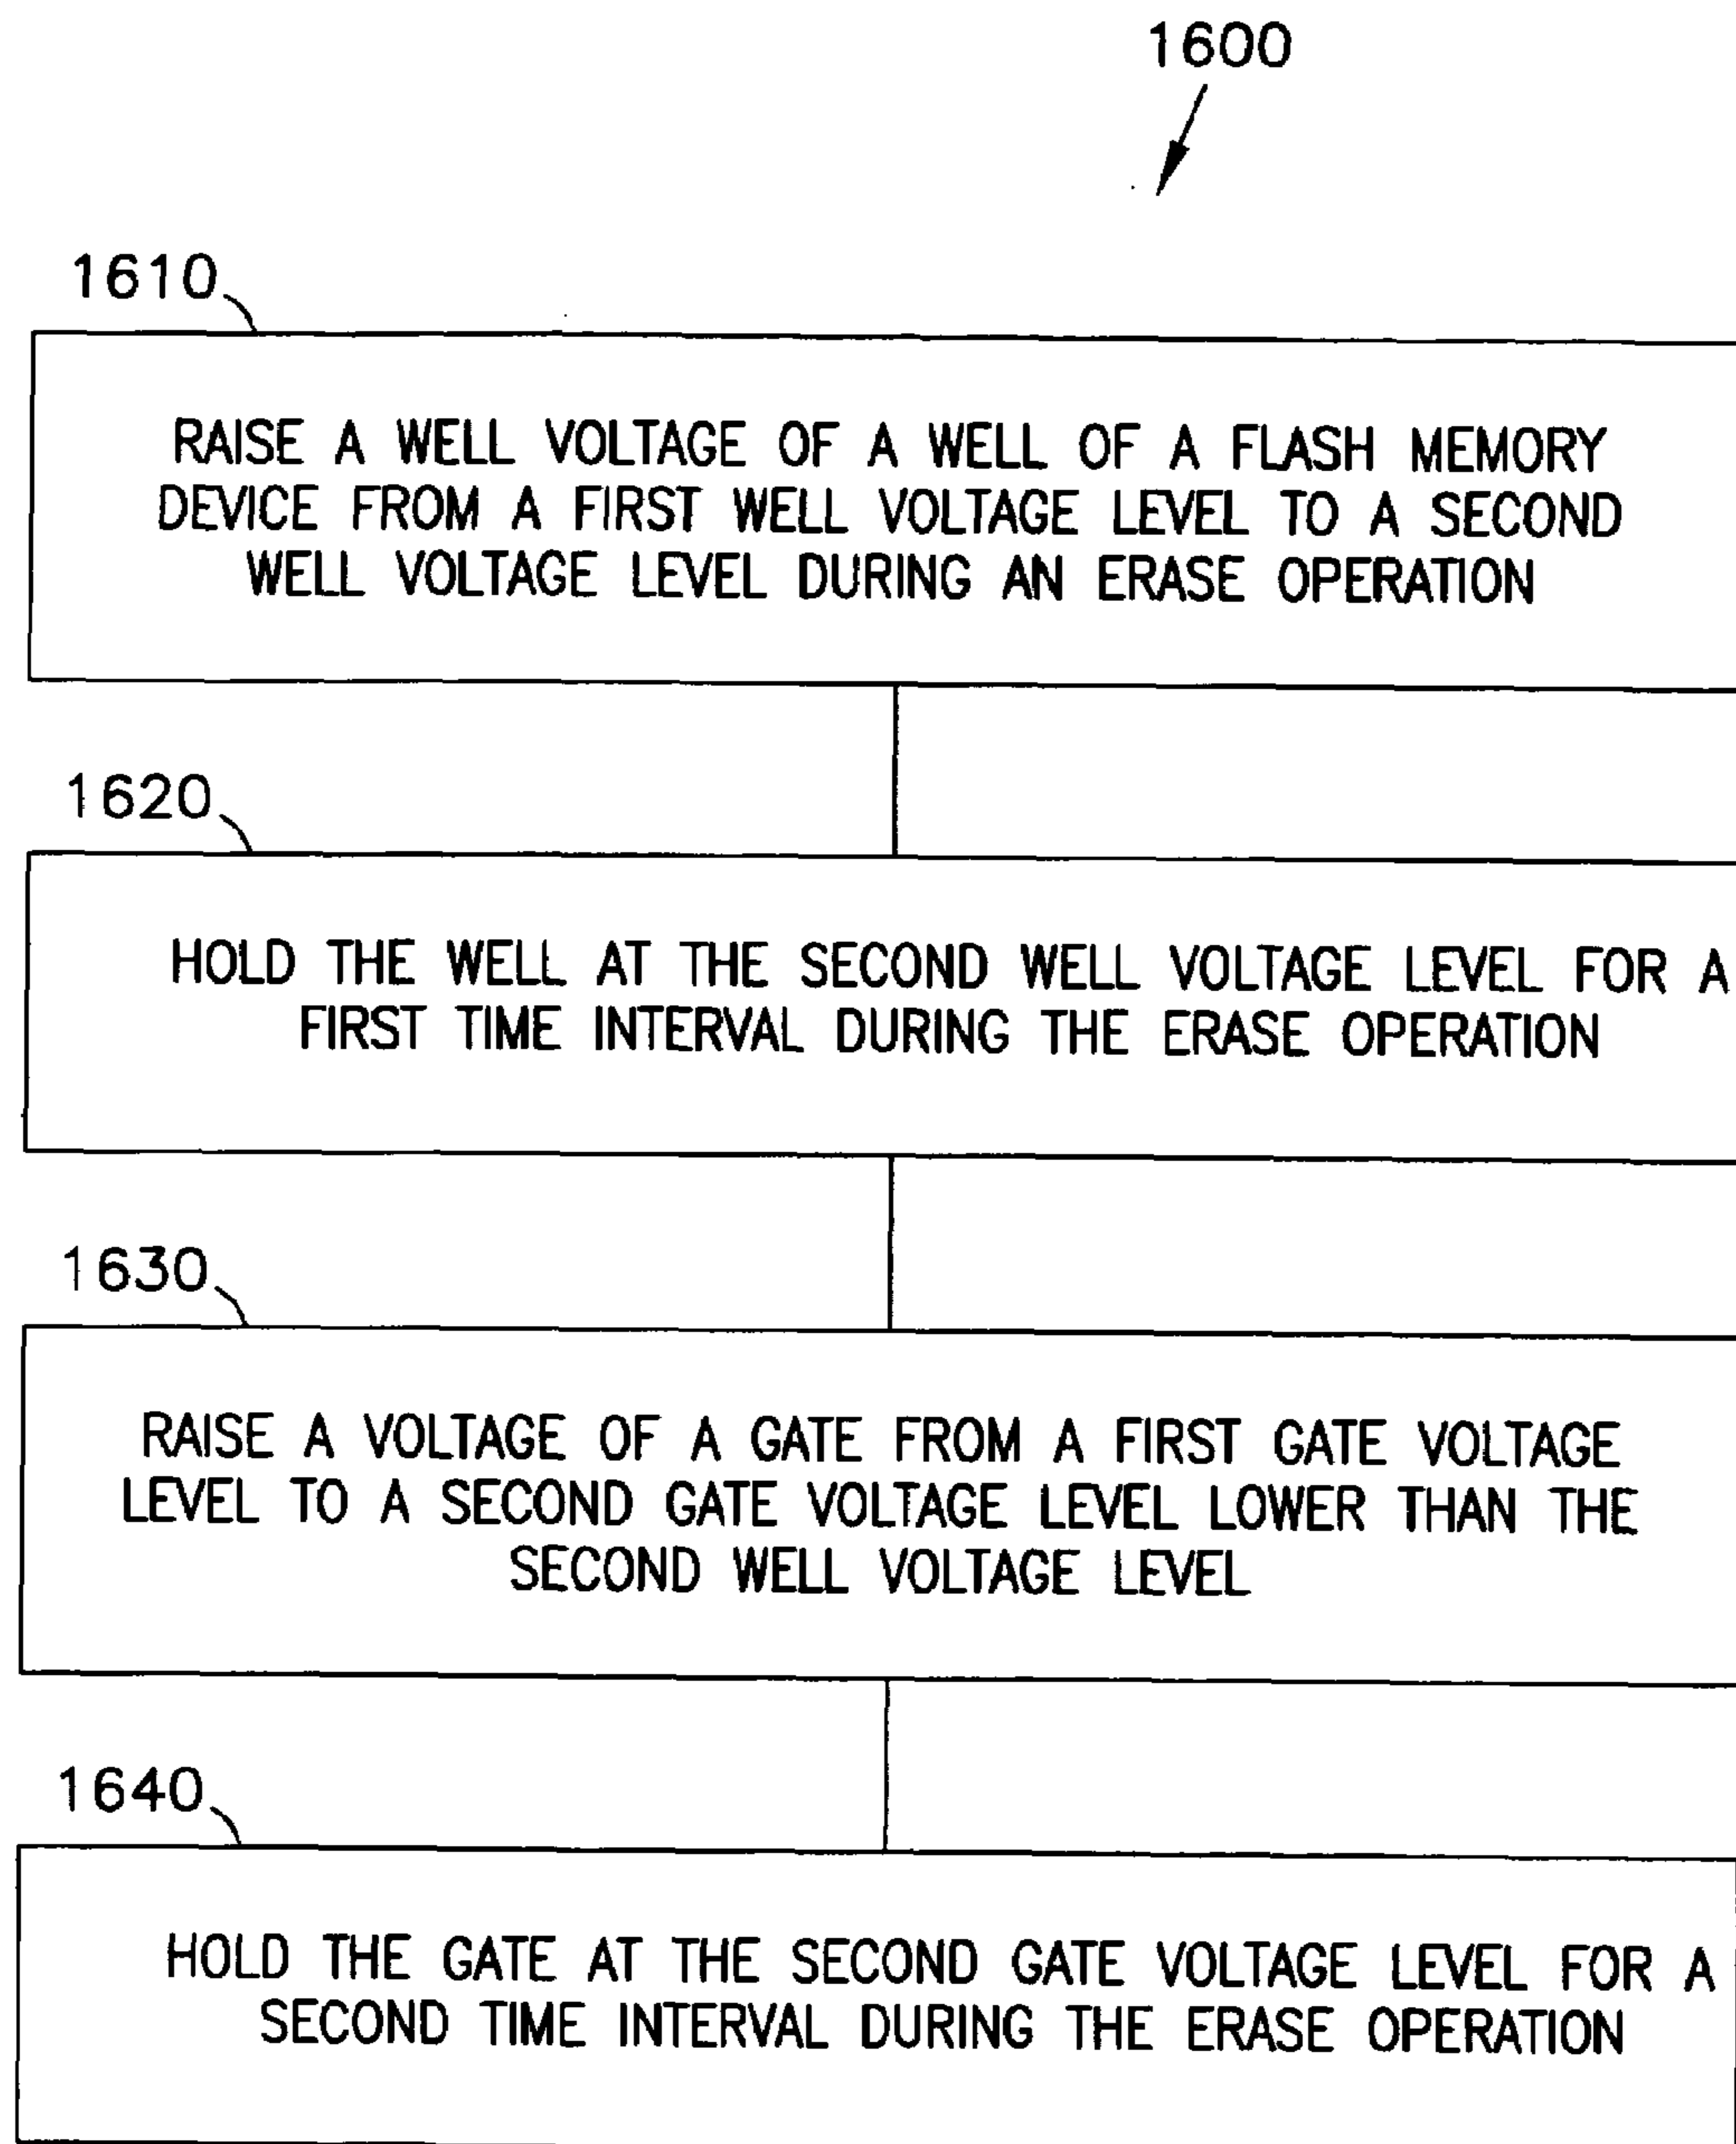 1600
1610
RAISE A WELL VOLTAGE OF A WELL OF A FLASH MEMORY
DEVICE FROM A FIRST WELL VOLTAGE LEVEL TO A SECOND
WELL VOLTAGE LEVEL DURING AN ERASE OPERATION
1620
HOLD THE WELL AT THE SECOND WELL VOLTAGE LEVEL FOR A
FIRST TIME INTERVAL DURING THE ERASE OPERATION
1630
RAISE A VOLTAGE OF A GATE FROM A FIRST GATE VOLTAGE
LEVEL TO A SECOND GATE VOLTAGE LEVEL LOWER THAN THE
SECOND WELL VOLTAGE LEVEL
1640
HOLD THE GATE AT THE SECOND GATE VOLTAGE LEVEL FOR A
SECOND TIME INTERVAL DURING THE ERASE OPERATION